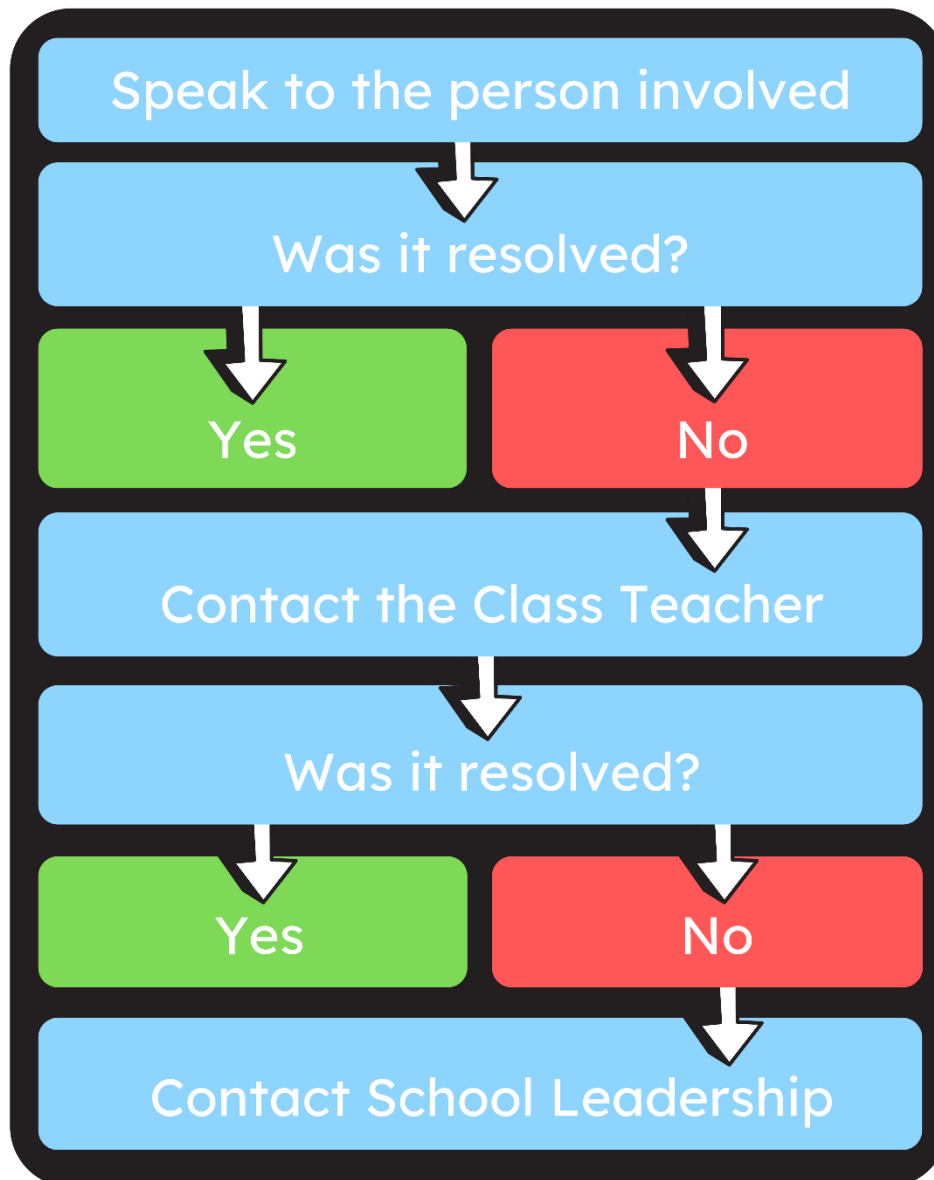 Speak to the person involved
Was it resolved?
Yes
No
Contact the Class Teacher
Was it resolved?
Yes
No
Contact School Leadership